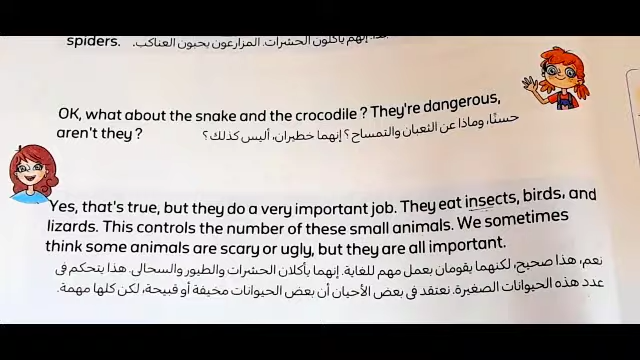 spiders. إنهم يأكلون الحشرات. المزارعون يحبون العناكب.
OK, what about the snake and the crocodile ? They're dangerous,
aren't they ? حسنًا، وماذا عن الثعبان والتمساح ؟ إنهما خطيران، أليس كذلك ؟
Yes, that's true, but they do a very important job. They eat insects, birds, and
lizards. This controls the number of these small animals. We sometimes
think some animals are scary or ugly, but they are all important.
نعم، هذا صحيح، لكنهما يقومان بعمل مهم للغاية. إنهما يأكلان الحشرات والطيور والسحالى. هذا يتحكم فى
عدد هذه الحيوانات الصغيرة. نعتقد فى بعض الأحيان أن بعض الحيوانات مخيفة أو قبيحة، لكن كلها مهمة.